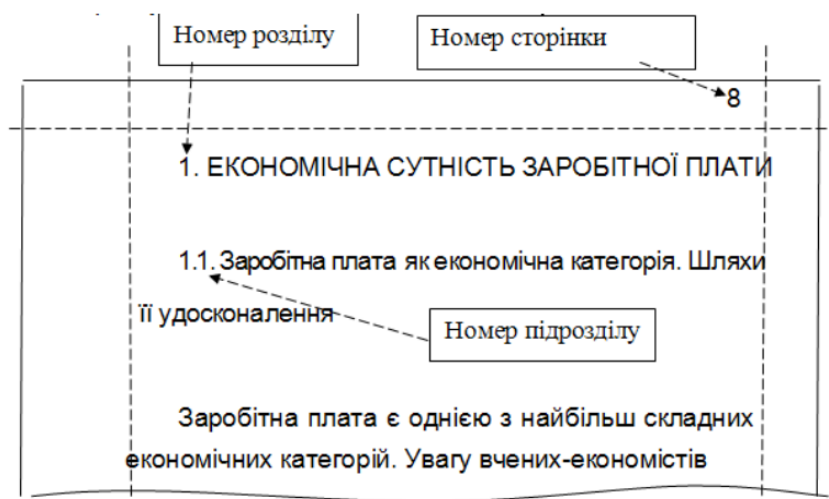 Номер розділу
Номер сторінки
8
1. ЕКОНОМІЧНА СУТНІСТЬ ЗАРОБІТНОЇ ПЛАТИ
1.1. Заробітна плата як економічна категорія. Шляхи
її удосконалення
Номер підрозділу
Заробітна плата є однією з найбільш складних
економічних категорій. Увагу вчених-економістів